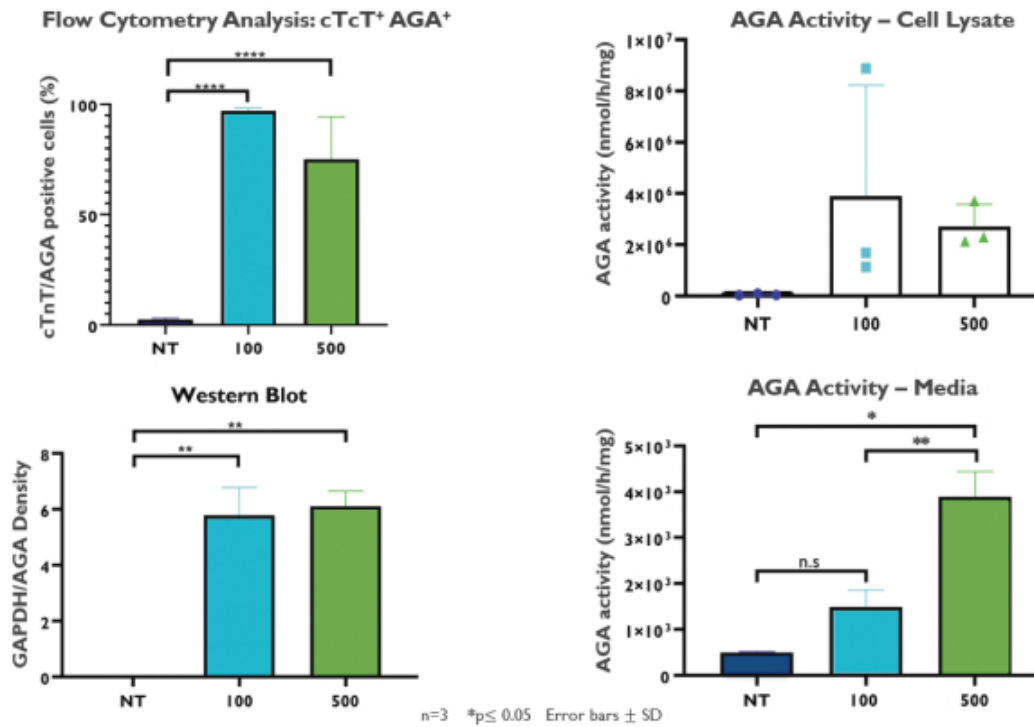 Flow Cytometry Analysis: cTcT⁺ AGA⁺
cTnT/AGA positive cells (%)
100
50
0
****
****
NT 100 500
AGA Activity – Cell Lysate
AGA activity (nmol/h/mg)
1×10⁷
8×10⁶
6×10⁶
4×10⁶
2×10⁶
0
NT 100 500
Western Blot
GAPDH/AGA Density
8
6
4
2
0
**
**
NT 100 500
AGA Activity – Media
AGA activity (nmol/h/mg)
5×10³
4×10³
3×10³
2×10³
1×10³
0
*
**
n.s
NT 100 500
n=3 *p≤ 0.05 Error bars ± SD